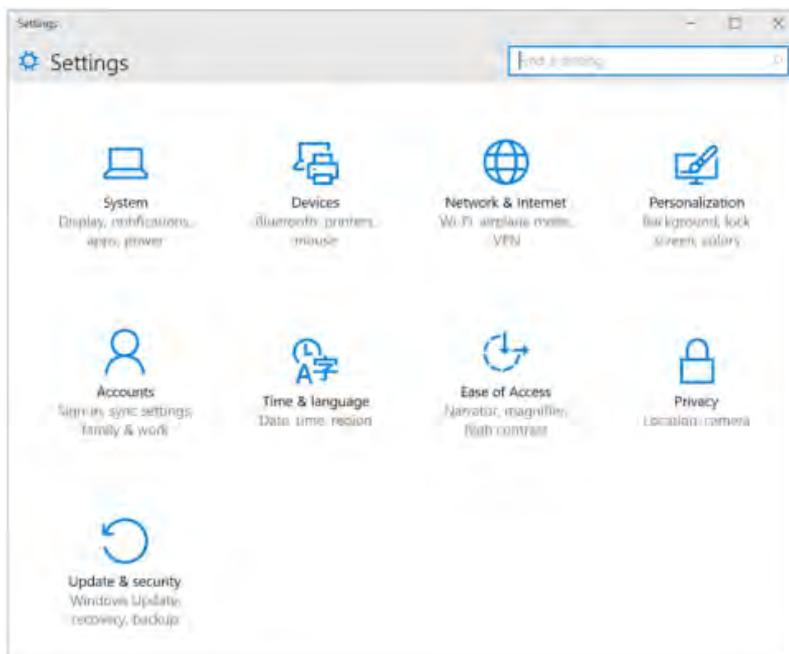 Settings
Settings
Find a setting
System
Display, notifications,
apps, power
Devices
Bluetooth, printers,
mouse
Network & Internet
Wi-Fi, airplane mode,
VPN
Personalization
Background, lock
screen, colors
Accounts
Sign-in, sync settings,
family & work
Time & language
Date, time, region
Ease of Access
Narrator, magnifier,
high contrast
Privacy
Location, camera
Update & security
Windows Update,
recovery, backup